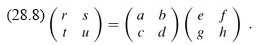 (28.8) ( r s ) = ( a b ) ( e f )
( t u ) ( c d ) ( g h ) .